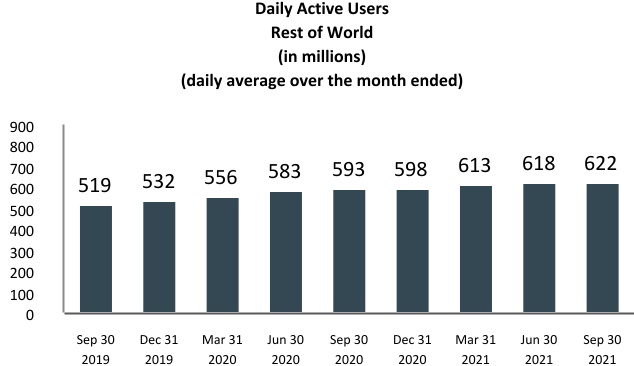 Daily Active Users
Rest of World
(in millions)
(daily average over the month ended)
900
800
700
600
500
400
300
200
100
0
519 532 556 583 593 598 613 618 622
Sep 30 Dec 31 Mar 31 Jun 30 Sep 30 Dec 31 Mar 31 Jun 30 Sep 30
2019 2019 2020 2020 2020 2020 2021 2021 2021